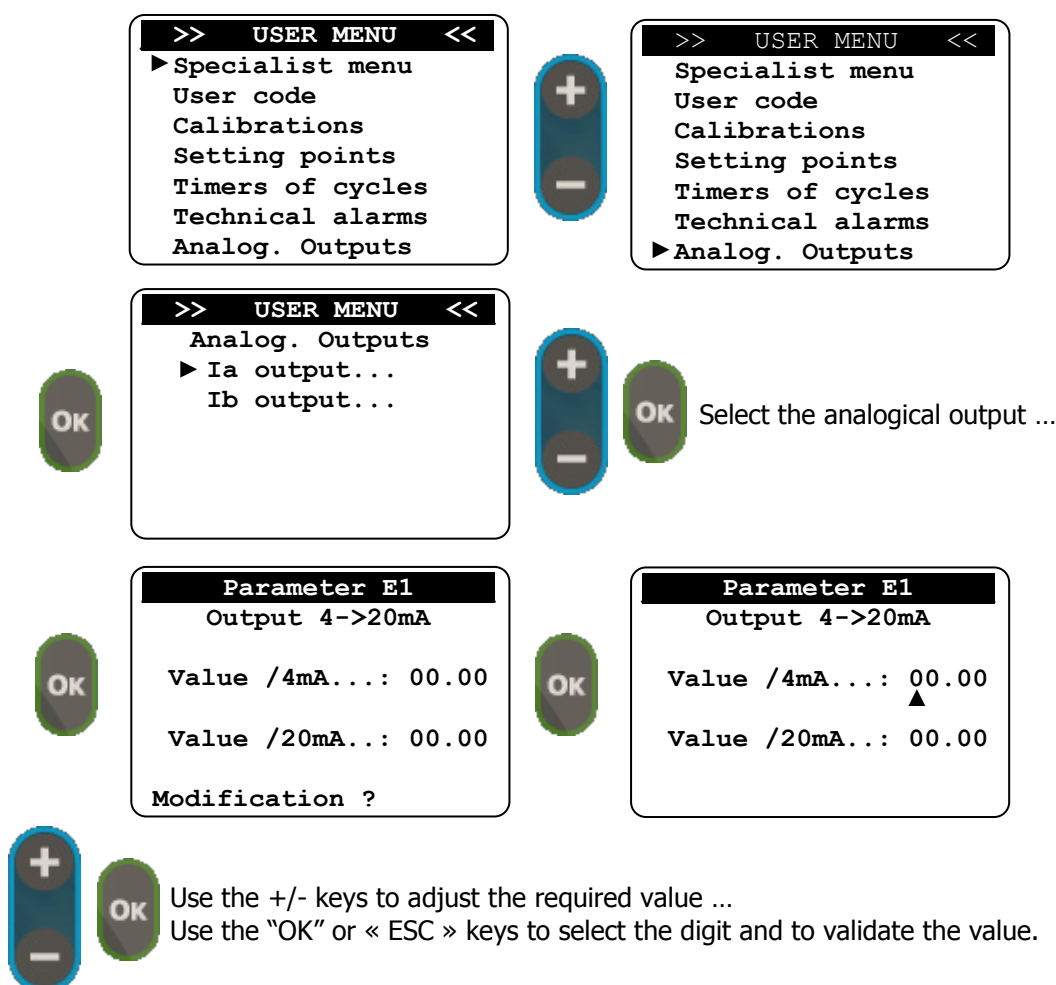 >> USER MENU <<
►Specialist menu
User code
Calibrations
Setting points
Timers of cycles
Technical alarms
Analog. Outputs
+
−
>> USER MENU <<
Specialist menu
User code
Calibrations
Setting points
Timers of cycles
Technical alarms
►Analog. Outputs
OK
>> USER MENU <<
Analog. Outputs
► Ia output...
Ib output...
+
−
OK
Select the analogical output …
OK
Parameter E1
Output 4->20mA
Value /4mA...: 00.00
Value /20mA..: 00.00
Modification ?
OK
Parameter E1
Output 4->20mA
Value /4mA...: 00.00
▲
Value /20mA..: 00.00
+
−
OK
Use the +/- keys to adjust the required value …
Use the “OK” or « ESC » keys to select the digit and to validate the value.